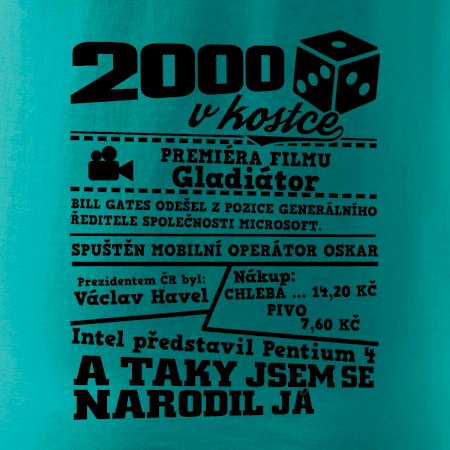 2000
v kostce
PREMIÉRA FILMU
Gladiátor
BILL GATES ODEŠEL Z POZICE GENERÁLNÍHO
ŘEDITELE SPOLEČNOSTI MICROSOFT.
SPUŠTĚN MOBILNÍ OPERÁTOR OSKAR
Prezidentem ČR byl:
Václav Havel
Nákup:
CHLEBA ... 14,20 KČ
PIVO
7,60 KČ
Intel představil Pentium 4
A TAKY JSEM SE
NARODIL JÁ